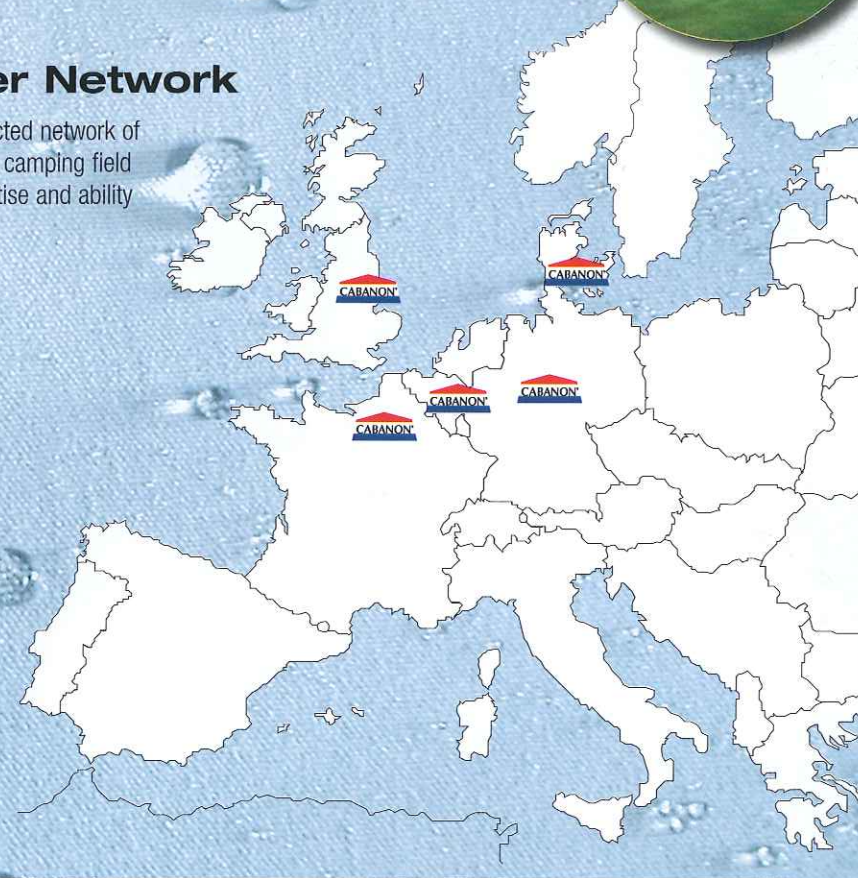 er Network
cted network of
camping field
tise and ability
CABANON
CABANON
CABANON
CABANON
CABANON